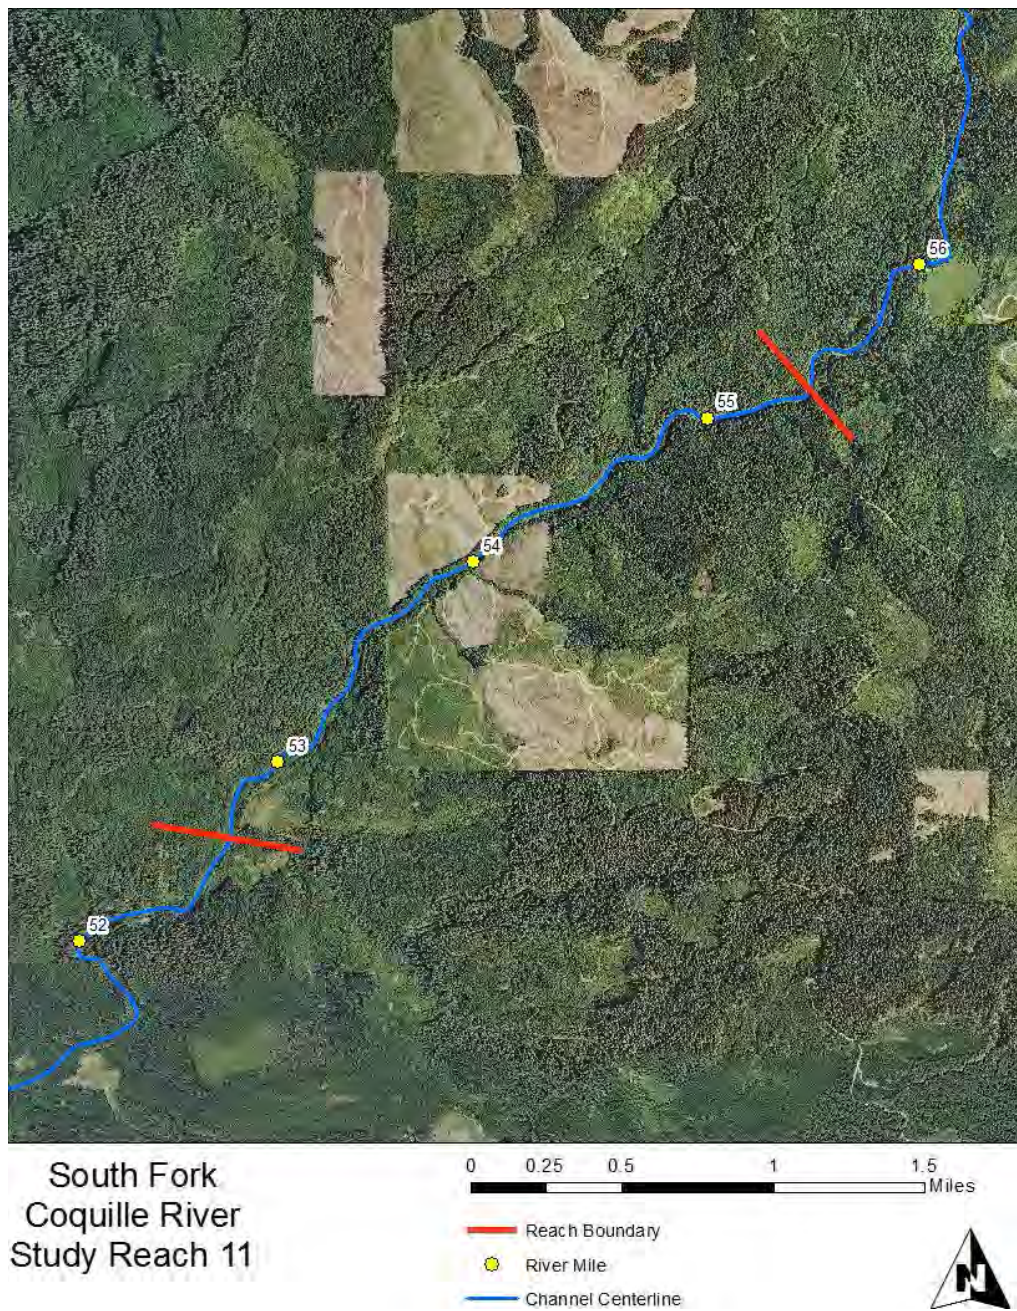 56
55
54
53
52
South Fork
Coquille River
Study Reach 11
0 0.25 0.5 1 1.5
Miles
Reach Boundary
River Mile
Channel Centerline
N